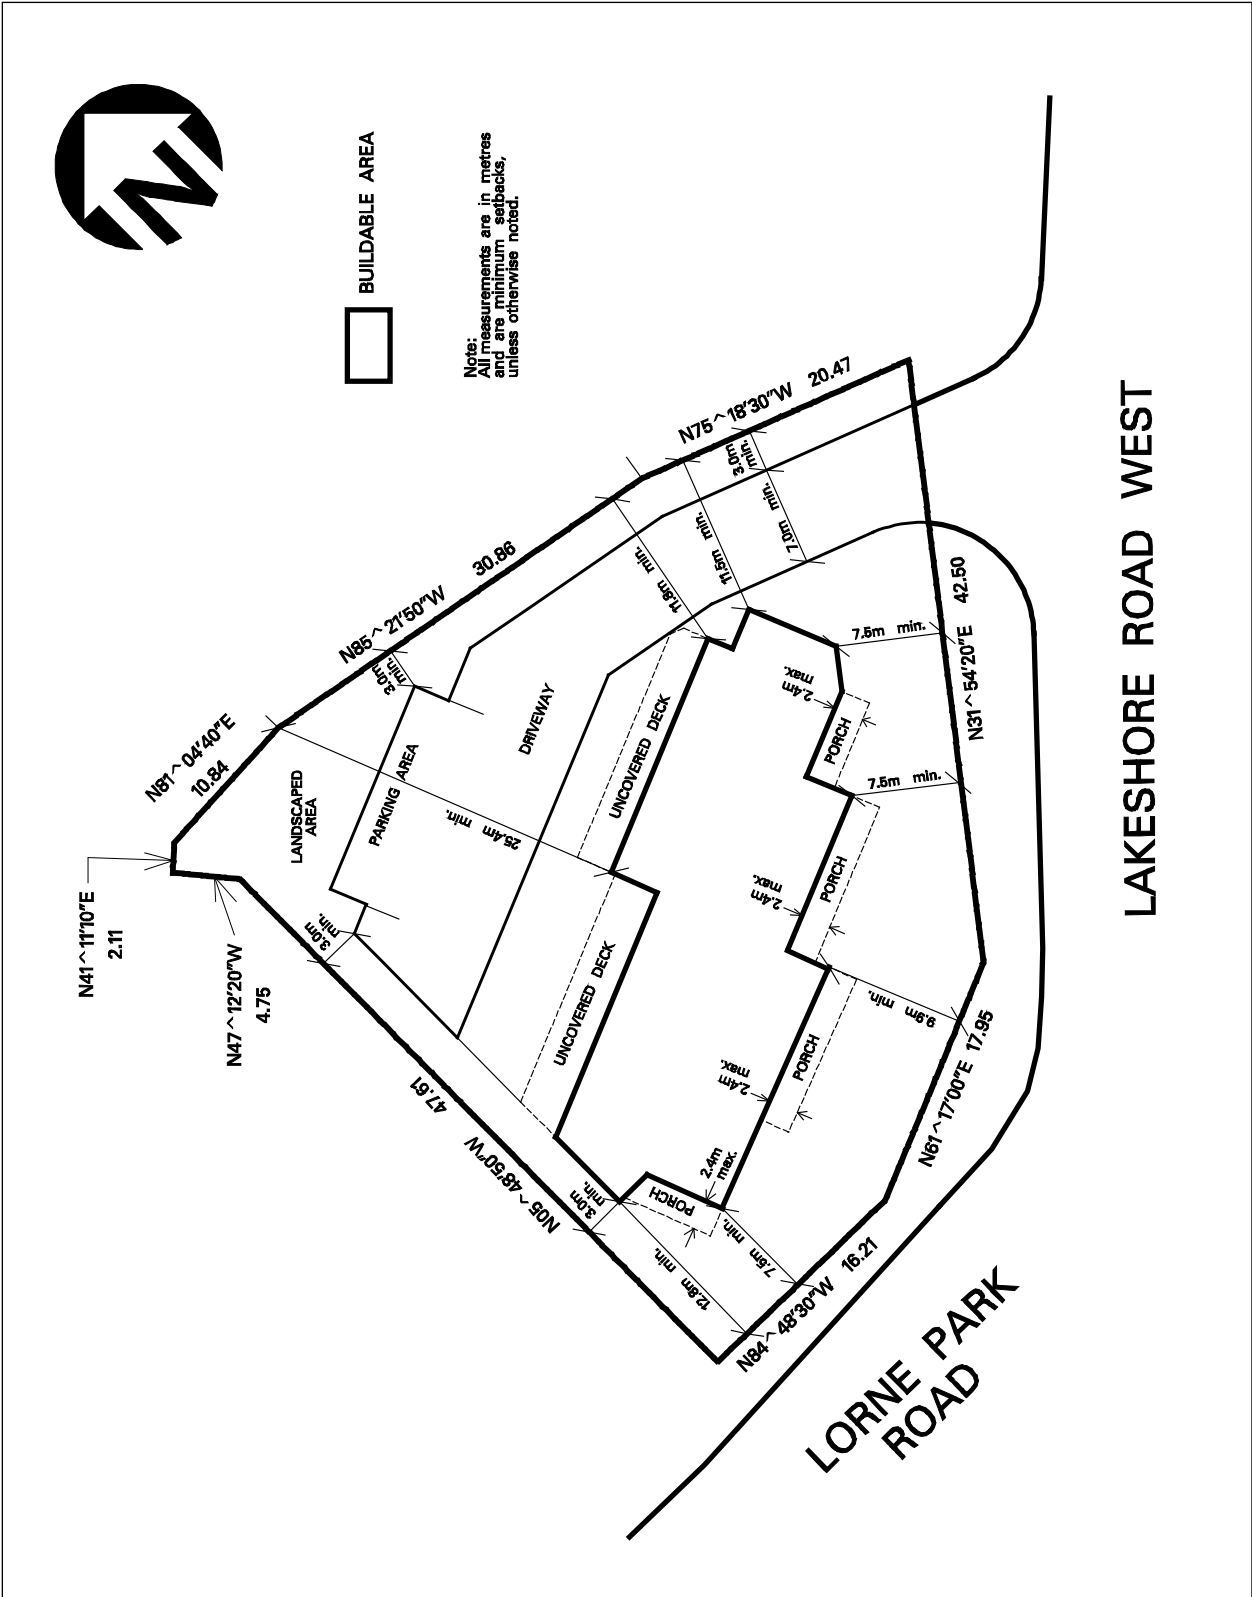 N
BUILDABLE AREA
Note:
All measurements are in metres
and are minimum setbacks,
unless otherwise noted.
N75^18'30"W 20.47
3.0m
min.
7.0m min.
11.5m min.
11.8m min.
N85^21'50"W 30.86
3.0m
min.
N81^04'40"E
10.84
N41^11'10"E
2.11
N47^12'20"W
4.75
LANDSCAPED
AREA
PARKING AREA
DRIVEWAY
25.4m
min.
3.0m
min.
UNCOVERED DECK
UNCOVERED DECK
7.5m min.
2.4m
max.
PORCH
7.5m min.
2.4m
max.
PORCH
9.9m min.
2.4m
max.
PORCH
2.4m
max.
PORCH
7.5m min.
12.8m min.
3.0m
min.
N05^48'50"W 47.61
N31^54'20"E 42.50
N61^17'00"E 17.95
N84^48'30"W 16.21
LAKESHORE ROAD WEST
LORNE PARK
ROAD